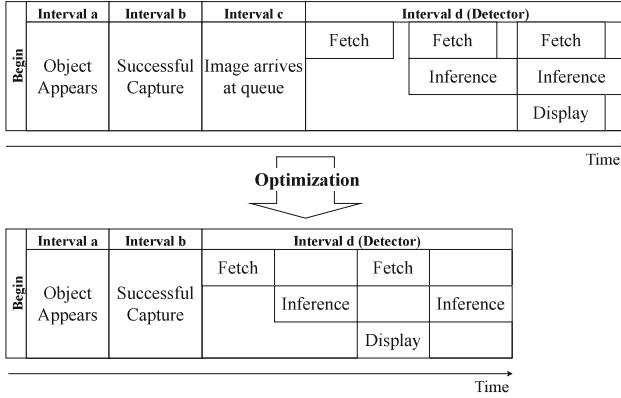 Interval a Interval b Interval c Interval d (Detector)
Begin
Fetch Fetch Fetch
Object Successful Image arrives Inference Inference
Appears Capture at queue
Display
Time
Optimization
Interval a Interval b Interval d (Detector)
Begin
Fetch Fetch
Object Successful Inference Inference
Appears Capture
Display
Time